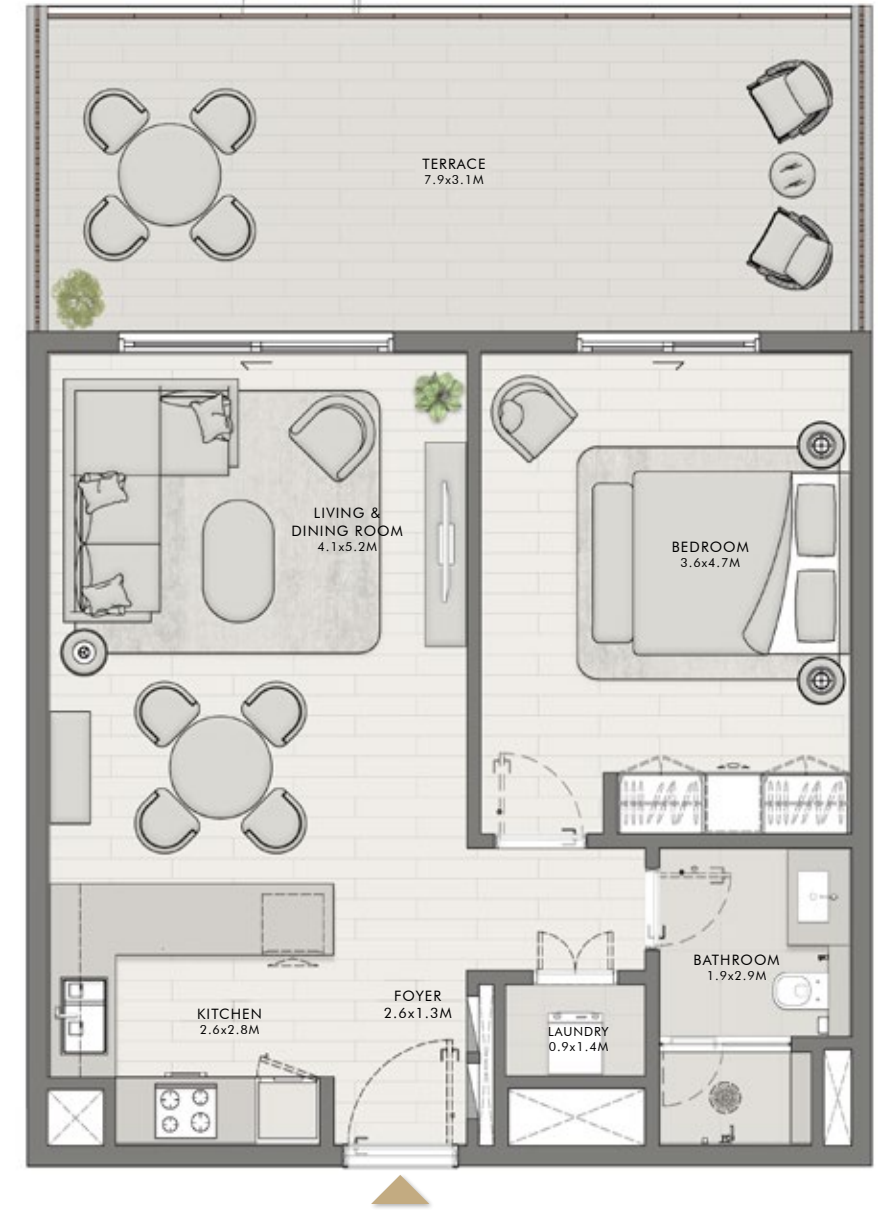 TERRACE
7.9x3.1M
LIVING &
DINING ROOM
4.1x5.2M
BEDROOM
3.6x4.7M
KITCHEN
2.6x2.8M
FOYER
2.6x1.3M
LAUNDRY
0.9x1.4M
BATHROOM
1.9x2.9M